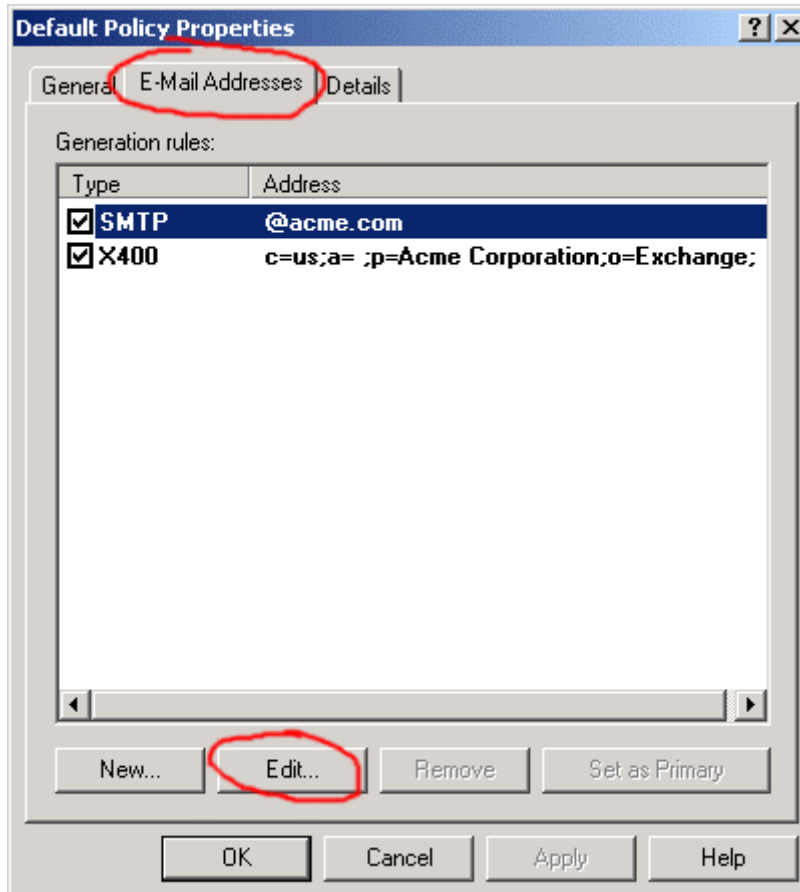 Default Policy Properties
General E-Mail Addresses Details
Generation rules:
Type Address
SMTP @acme.com
X400 c=us;a= ;p=Acme Corporation;o=Exchange;
New... Edit... Remove Set as Primary
OK Cancel Apply Help